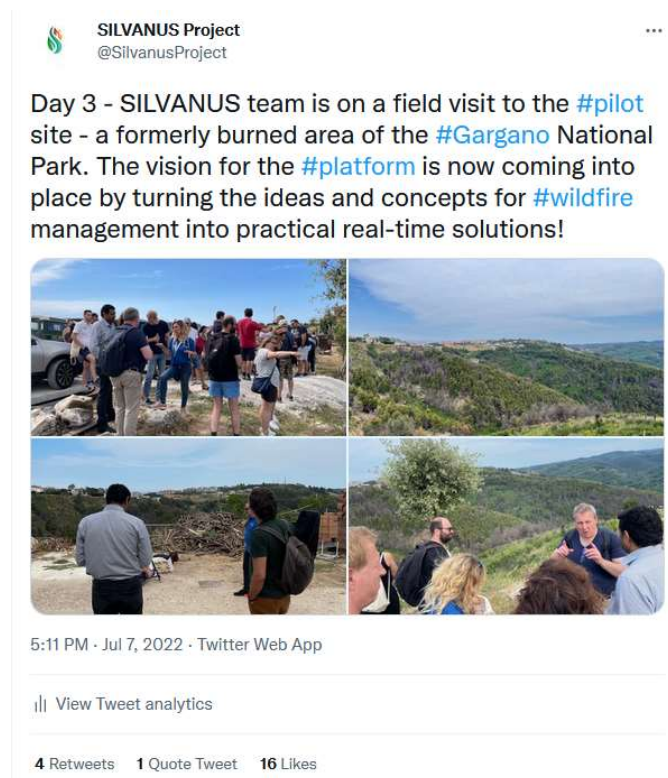 SILVANUS Project
@SilvanusProject
Day 3 - SILVANUS team is on a field visit to the #pilot
site - a formerly burned area of the #Gargano National
Park. The vision for the #platform is now coming into
place by turning the ideas and concepts for #wildfire
management into practical real-time solutions!
5:11 PM · Jul 7, 2022 · Twitter Web App
View Tweet analytics
4 Retweets 1 Quote Tweet 16 Likes